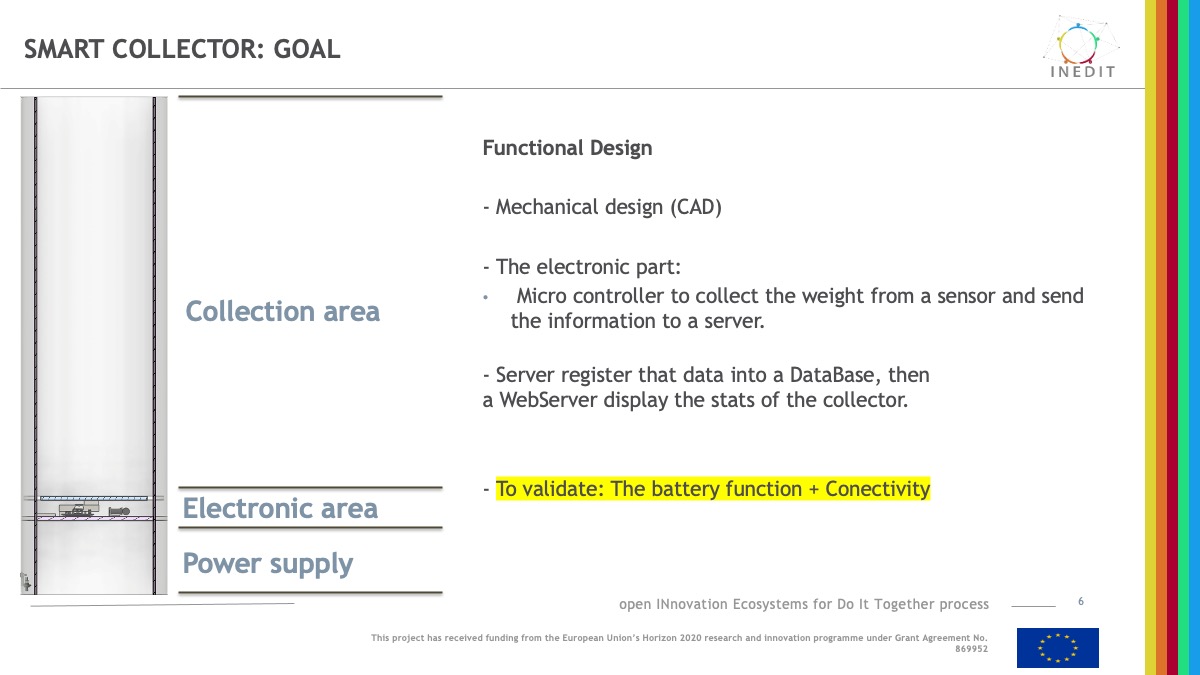 SMART COLLECTOR: GOAL
INEDIT
Functional Design
- Mechanical design (CAD)
- The electronic part:
• Micro controller to collect the weight from a sensor and send
the information to a server.
- Server register that data into a DataBase, then
a WebServer display the stats of the collector.
- To validate: The battery function + Conectivity
Collection area
Electronic area
Power supply
open INnovation Ecosystems for Do It Together process
6
This project has received funding from the European Union's Horizon 2020 research and innovation programme under Grant Agreement No.
869952